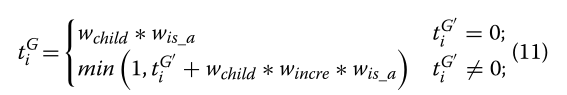 t_i^G = { w_child * w_is_a    t_i^{G'} = 0;
min (1, t_i^{G'} + w_child * w_incre * w_is_a)    t_i^{G'} ≠ 0; (11)